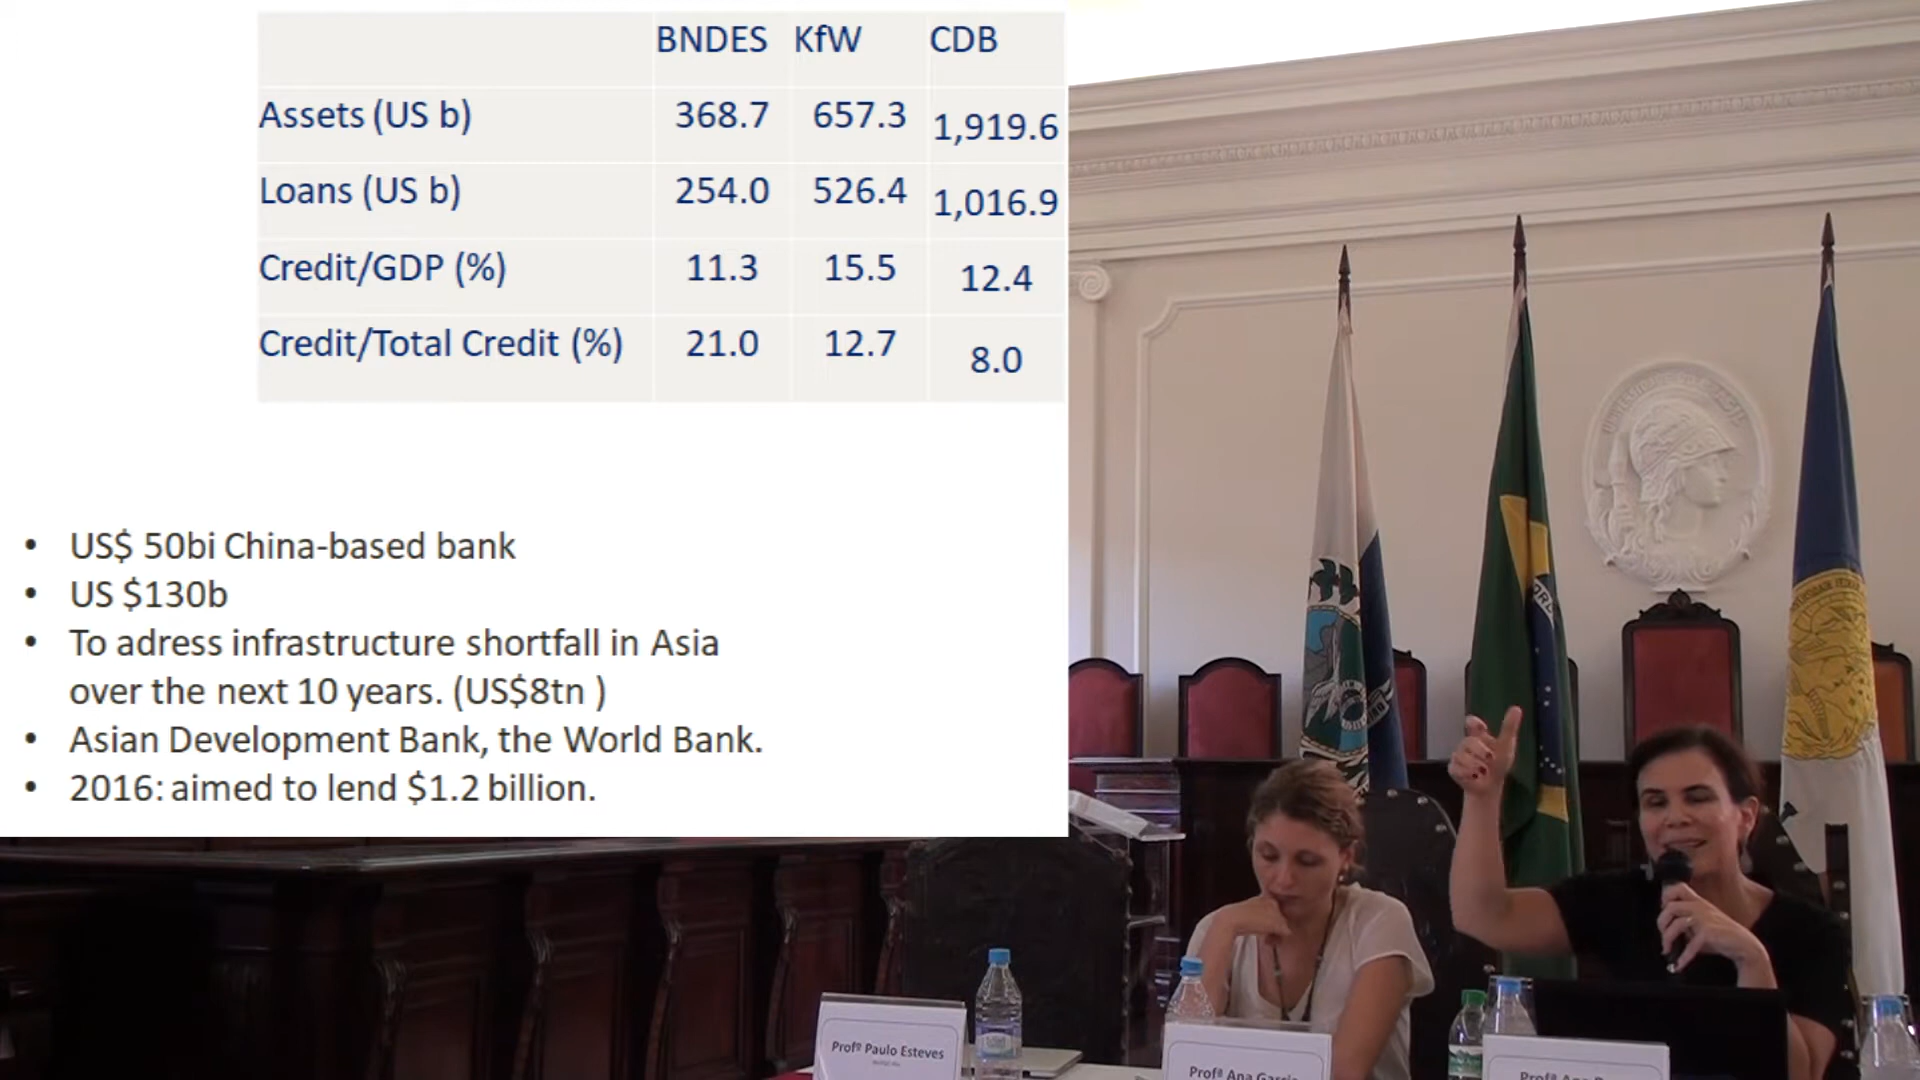 BNDES KfW CDB
Assets (US b) 368.7 657.3 1,919.6
Loans (US b) 254.0 526.4 1,016.9
Credit/GDP (%) 11.3 15.5 12.4
Credit/Total Credit (%) 21.0 12.7 8.0
• US$ 50bi China-based bank
• US $130b
• To adress infrastructure shortfall in Asia
over the next 10 years. (US$8tn )
• Asian Development Bank, the World Bank.
• 2016: aimed to lend $1.2 billion.
Profº Paulo Esteves
Profª Ana
Profª Ana